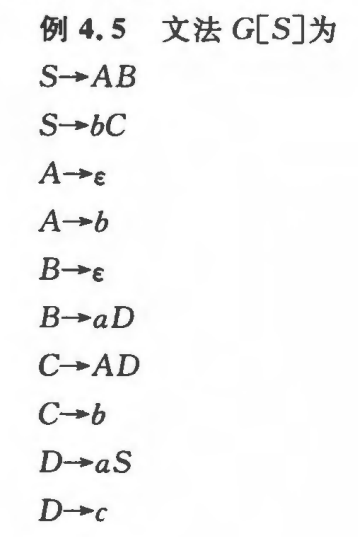 例 4.5 文法 G[S]为
S→AB
S→bC
A→ε
A→b
B→ε
B→aD
C→AD
C→b
D→aS
D→c